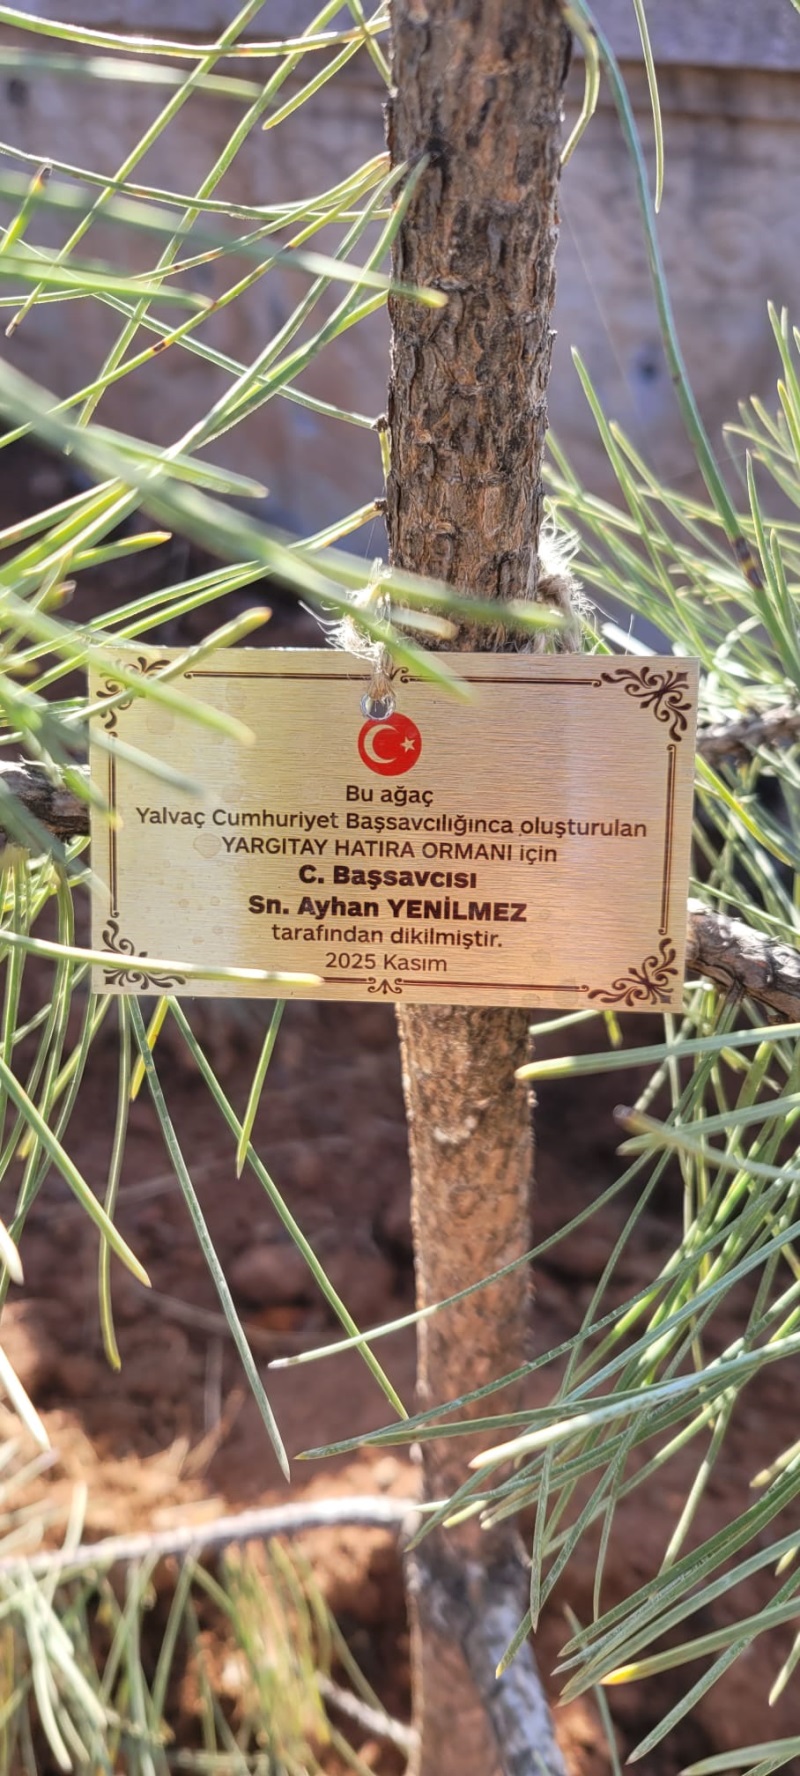 Bu ağaç
Yalvaç Cumhuriyet Başsavcılığınca oluşturulan
YARGITAY HATIRA ORMANI için
C. Başsavcısı
Sn. Ayhan YENİLMEZ
tarafından dikilmiştir.
2025 Kasım